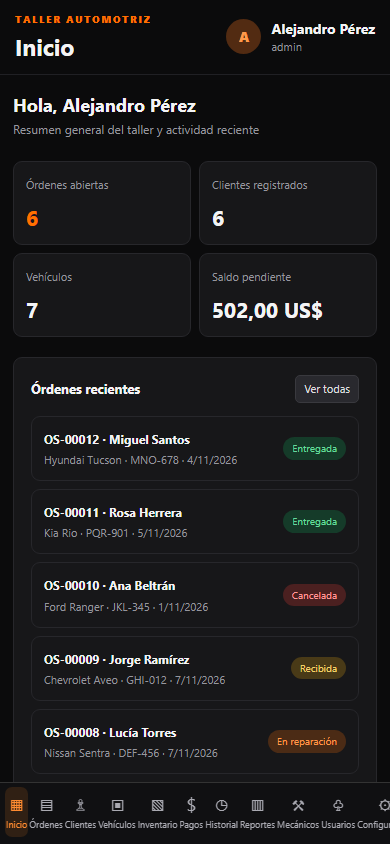 TALLER AUTOMOTRIZ
Inicio
A
Alejandro Pérez
admin
Hola, Alejandro Pérez
Resumen general del taller y actividad reciente
Órdenes abiertas
6
Clientes registrados
6
Vehículos
7
Saldo pendiente
502,00 US$
Órdenes recientes
Ver todas
OS-00012 · Miguel Santos
Hyundai Tucson · MNO-678 · 4/11/2026
Entregada
OS-00011 · Rosa Herrera
Kia Rio · PQR-901 · 5/11/2026
Entregada
OS-00010 · Ana Beltrán
Ford Ranger · JKL-345 · 1/11/2026
Cancelada
OS-00009 · Jorge Ramírez
Chevrolet Aveo · GHI-012 · 7/11/2026
Recibida
OS-00008 · Lucía Torres
Nissan Sentra · DEF-456 · 7/11/2026
En reparación
Inicio Órdenes Clientes Vehículos Inventario Pagos Historial Reportes Mecánicos Usuarios Configur